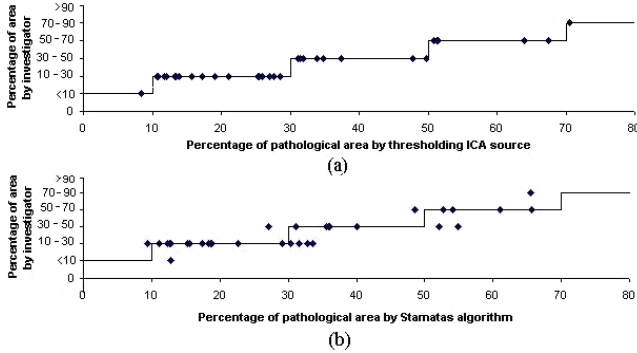 Percentage of area
by investigator
>90
70 - 90
50 - 70
30 - 50
10 - 30
<10
0
0 10 20 30 40 50 60 70 80
Percentage of pathological area by thresholding ICA source
(a)
Percentage of area
by investigator
>90
70 - 90
50 - 70
30 - 50
10 - 30
<10
0
0 10 20 30 40 50 60 70 80
Percentage of pathological area by Stamatas algorithm
(b)